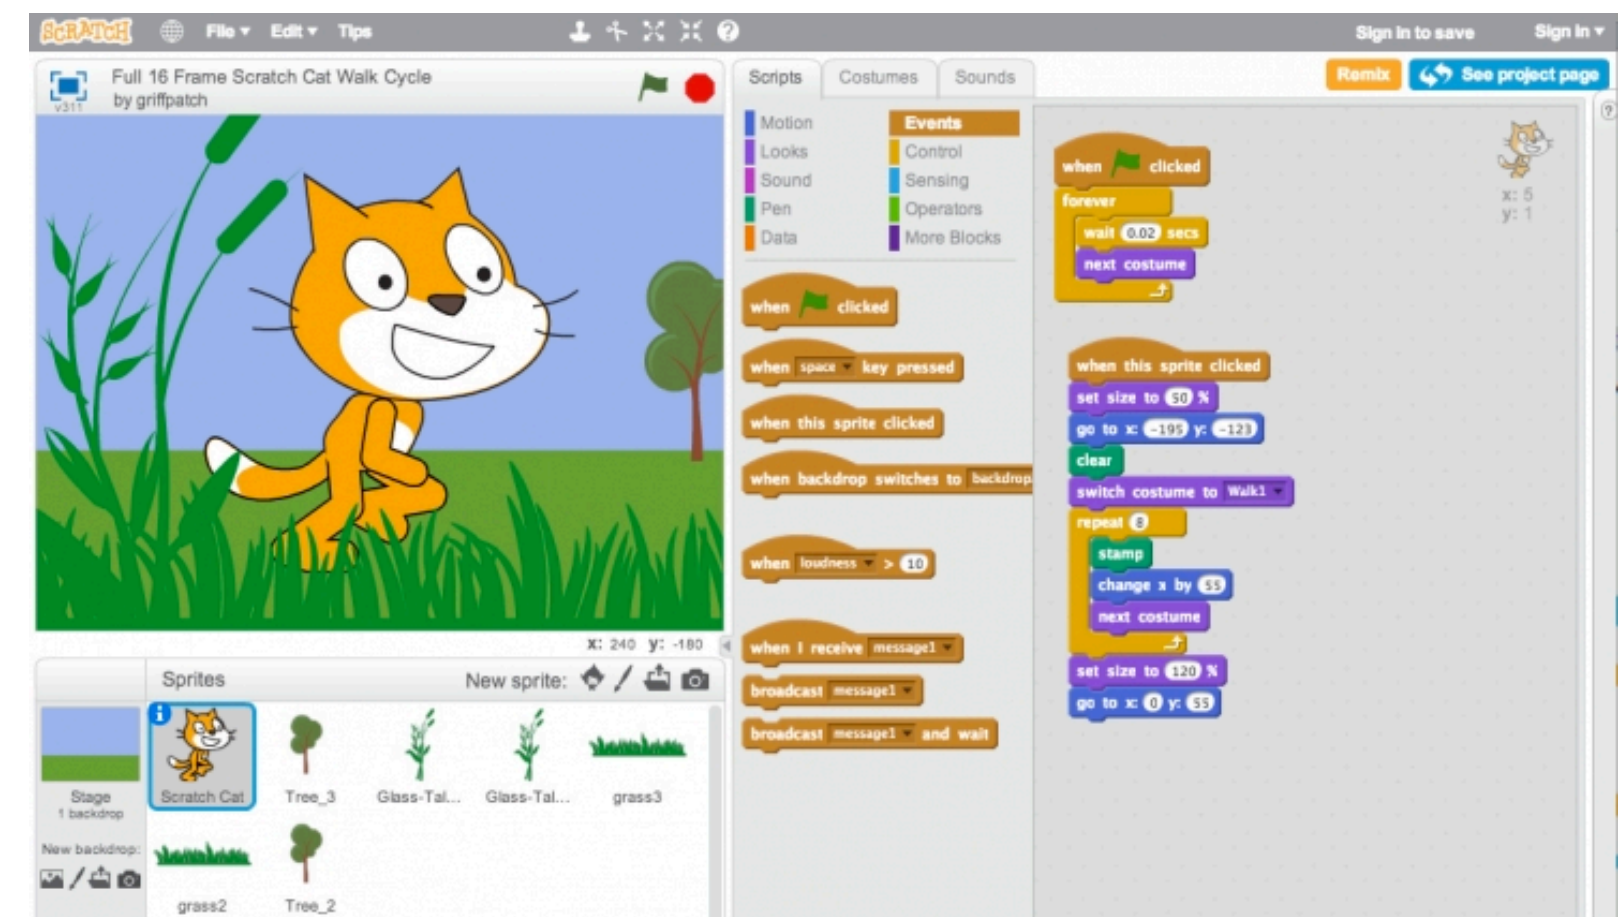 SCRATCH File Edit Tips Sign in to save Sign in
v311
Full 16 Frame Scratch Cat Walk Cycle
by griffpatch
Scripts Costumes Sounds
Remix See project page
Motion Events
Looks Control
Sound Sensing
Pen Operators
Data More Blocks
when clicked
when space key pressed
when this sprite clicked
when backdrop switches to backdrop
when loudness > 10
when I receive message1
broadcast message1
broadcast message1 and wait
when clicked
forever
wait 0.02 secs
next costume
when this sprite clicked
set size to 50 %
go to x: -195 y: -123
clear
switch costume to Walk1
repeat 8
stamp
change x by 55
next costume
set size to 120 %
go to x: 0 y: 55
x: 5
y: 1
?
x: 240 y: -180
Sprites New sprite:
Stage
1 backdrop
New backdrop:
Scratch Cat Tree_3 Glass-Tal... Glass-Tal... grass3
grass2 Tree_2